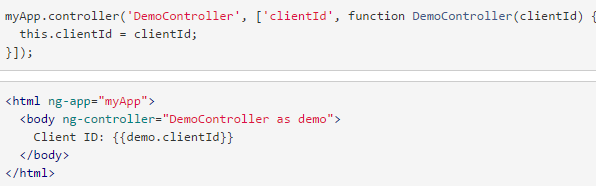 myApp.controller('DemoController', ['clientId', function DemoController(clientId) {
  this.clientId = clientId;
}]);
<html ng-app="myApp">
  <body ng-controller="DemoController as demo">
    Client ID: {{demo.clientId}}
  </body>
</html>